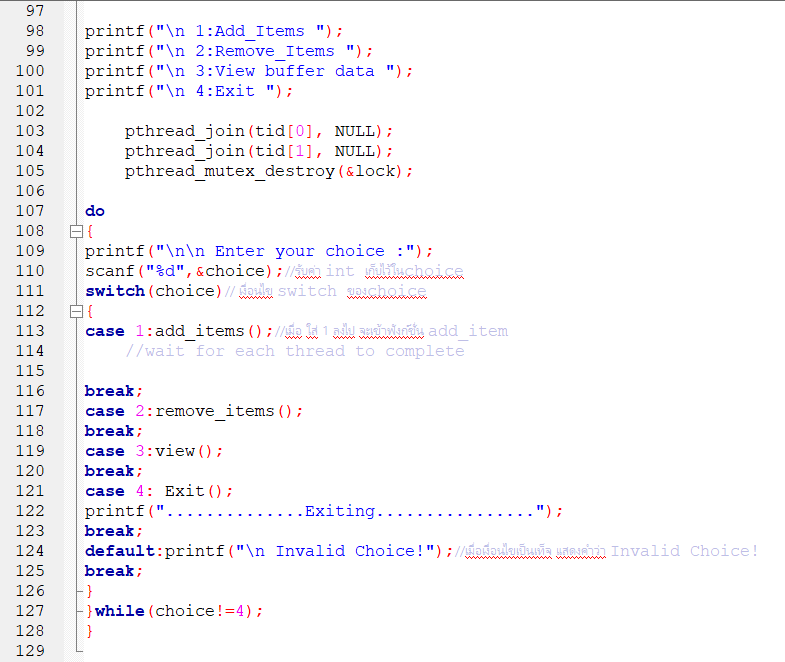 97
98 printf("\n 1:Add_Items ");
99 printf("\n 2:Remove_Items ");
100 printf("\n 3:View buffer data ");
101 printf("\n 4:Exit ");
102
103 pthread_join(tid[0], NULL);
104 pthread_join(tid[1], NULL);
105 pthread_mutex_destroy(&lock);
106
107 do
108 {
109 printf("\n\n Enter your choice :");
110 scanf("%d",&choice);//รับค่า int เก็บไว้ในchoice
111 switch(choice)//เงื่อนไข switch ของchoice
112 {
113 case 1:add_items();//เมื่อ ใส่ 1 ลงไป จะเข้าฟังก์ชั่น add_item
114 //wait for each thread to complete
115
116 break;
117 case 2:remove_items();
118 break;
119 case 3:view();
120 break;
121 case 4: Exit();
122 printf("..............Exiting................");
123 break;
124 default:printf("\n Invalid Choice!");//เมื่อเงื่อนไขเป็นเท็จ แสดงคำว่า Invalid Choice!
125 break;
126 }
127 }while(choice!=4);
128 }
129